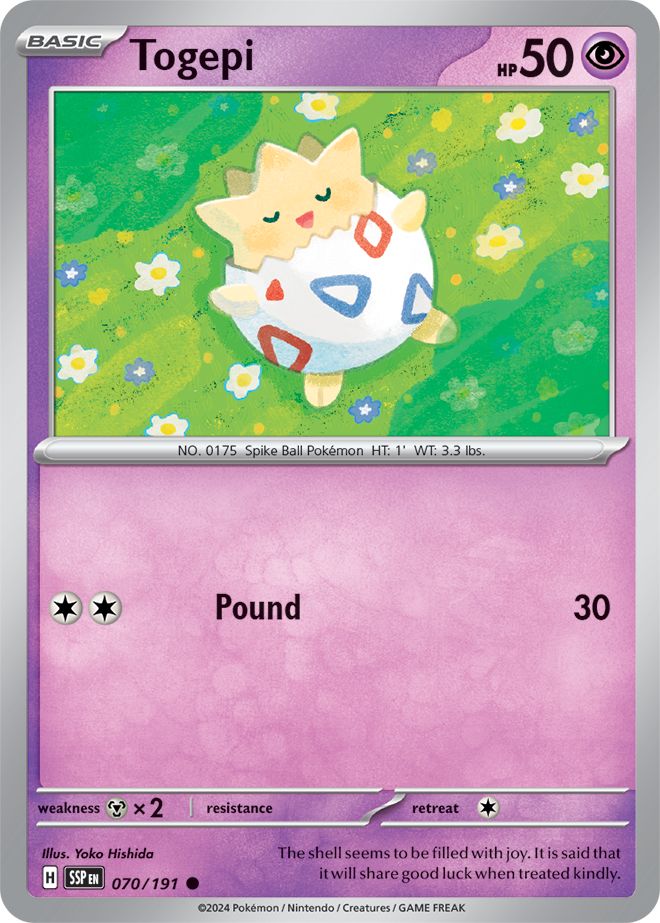 BASIC Togepi HP 50
NO. 0175 Spike Ball Pokémon HT: 1' WT: 3.3 lbs.
Pound 30
weakness ×2 resistance retreat
Illus. Yoko Hishida
The shell seems to be filled with joy. It is said that
it will share good luck when treated kindly.
H SSP EN 070/191
©2024 Pokémon / Nintendo / Creatures / GAME FREAK